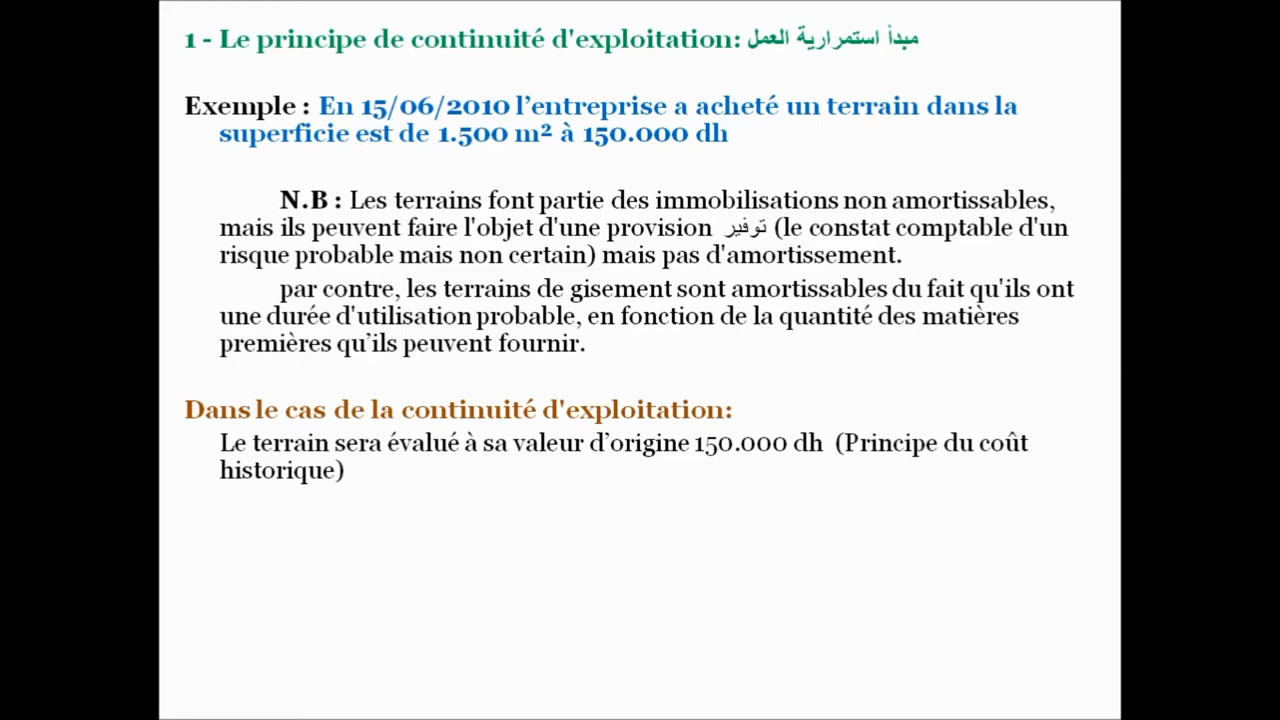 1 - Le principe de continuité d'exploitation: مبدأ استمرارية العمل
Exemple : En 15/06/2010 l’entreprise a acheté un terrain dans la
superficie est de 1.500 m² à 150.000 dh
N.B : Les terrains font partie des immobilisations non amortissables,
mais ils peuvent faire l'objet d'une provision توفير (le constat comptable d'un
risque probable mais non certain) mais pas d'amortissement.
par contre, les terrains de gisement sont amortissables du fait qu'ils ont
une durée d'utilisation probable, en fonction de la quantité des matières
premières qu’ils peuvent fournir.
Dans le cas de la continuité d'exploitation:
Le terrain sera évalué à sa valeur d’origine 150.000 dh (Principe du coût
historique)